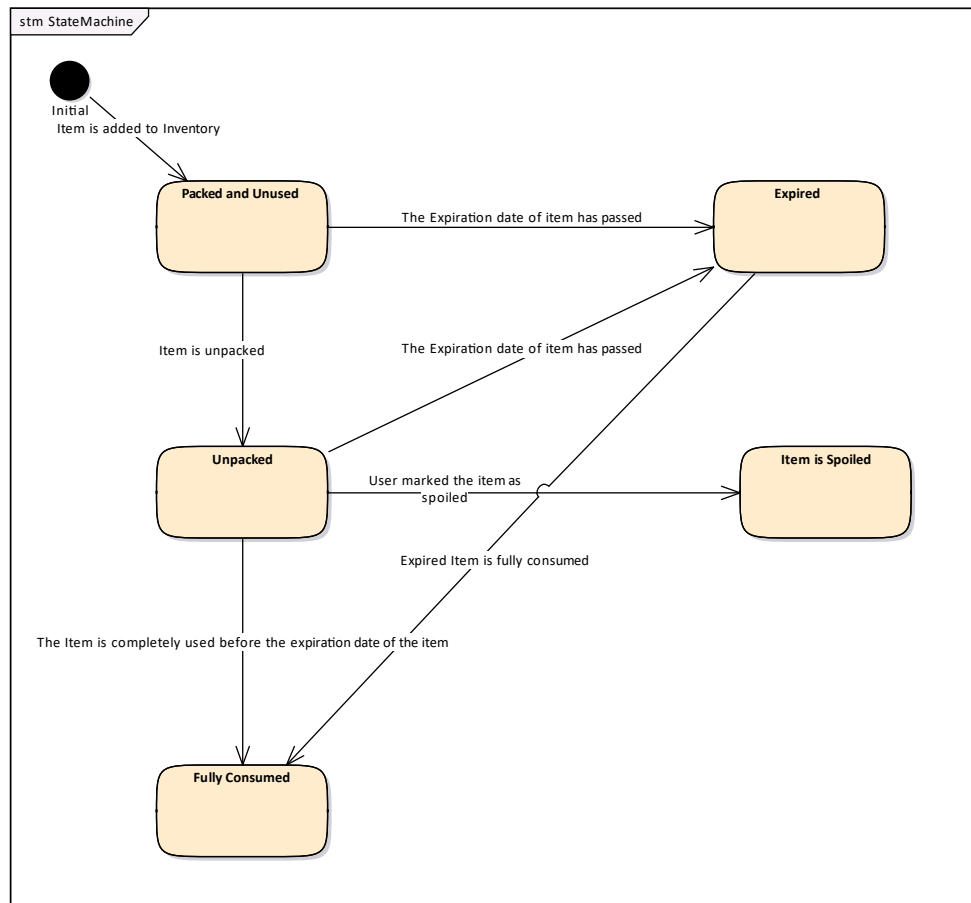 stm StateMachine
Initial
Item is added to Inventory
Packed and Unused
Expired
The Expiration date of item has passed
Item is unpacked
The Expiration date of item has passed
Unpacked
Item is Spoiled
User marked the item as
spoiled
Expired Item is fully consumed
The Item is completely used before the expiration date of the item
Fully Consumed